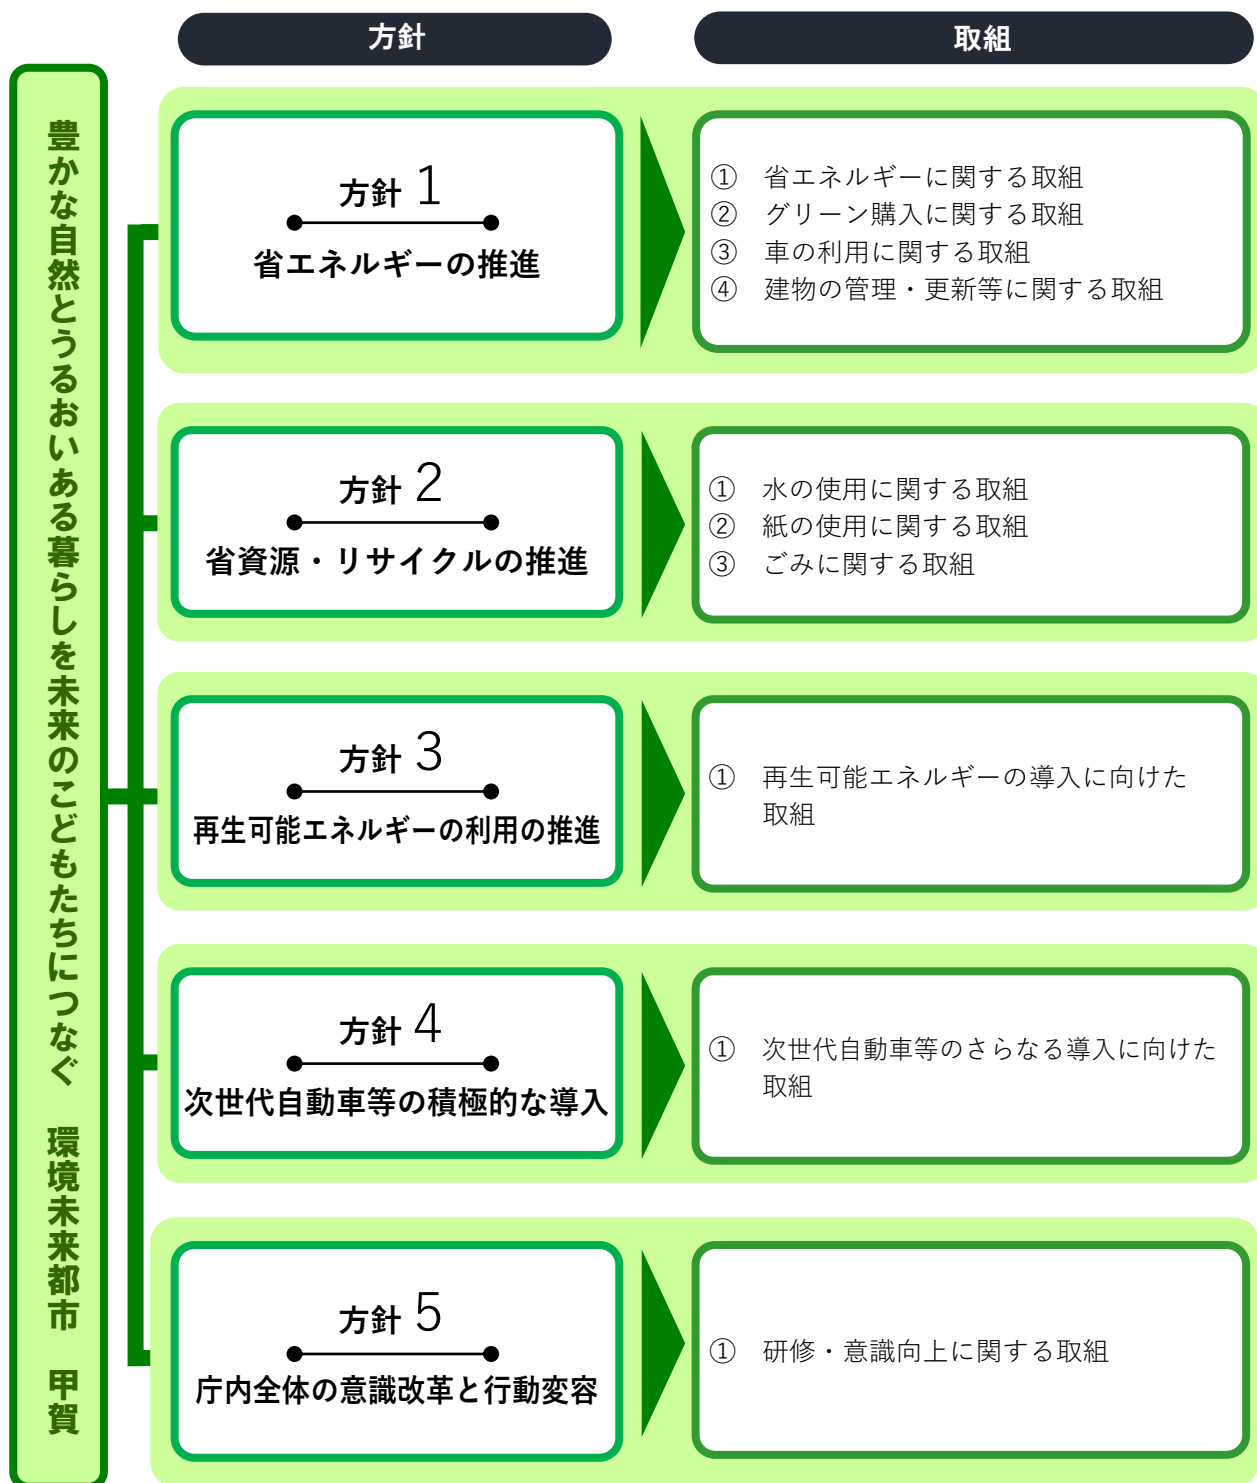 方針
取組
豊かな自然とうるおいある暮らしを未来のこどもたちにつなぐ　環境未来都市　甲賀
方針 1
省エネルギーの推進
①　省エネルギーに関する取組
②　グリーン購入に関する取組
③　車の利用に関する取組
④　建物の管理・更新等に関する取組
方針 2
省資源・リサイクルの推進
①　水の使用に関する取組
②　紙の使用に関する取組
③　ごみに関する取組
方針 3
再生可能エネルギーの利用の推進
①　再生可能エネルギーの導入に向けた
取組
方針 4
次世代自動車等の積極的な導入
①　次世代自動車等のさらなる導入に向けた
取組
方針 5
庁内全体の意識改革と行動変容
①　研修・意識向上に関する取組